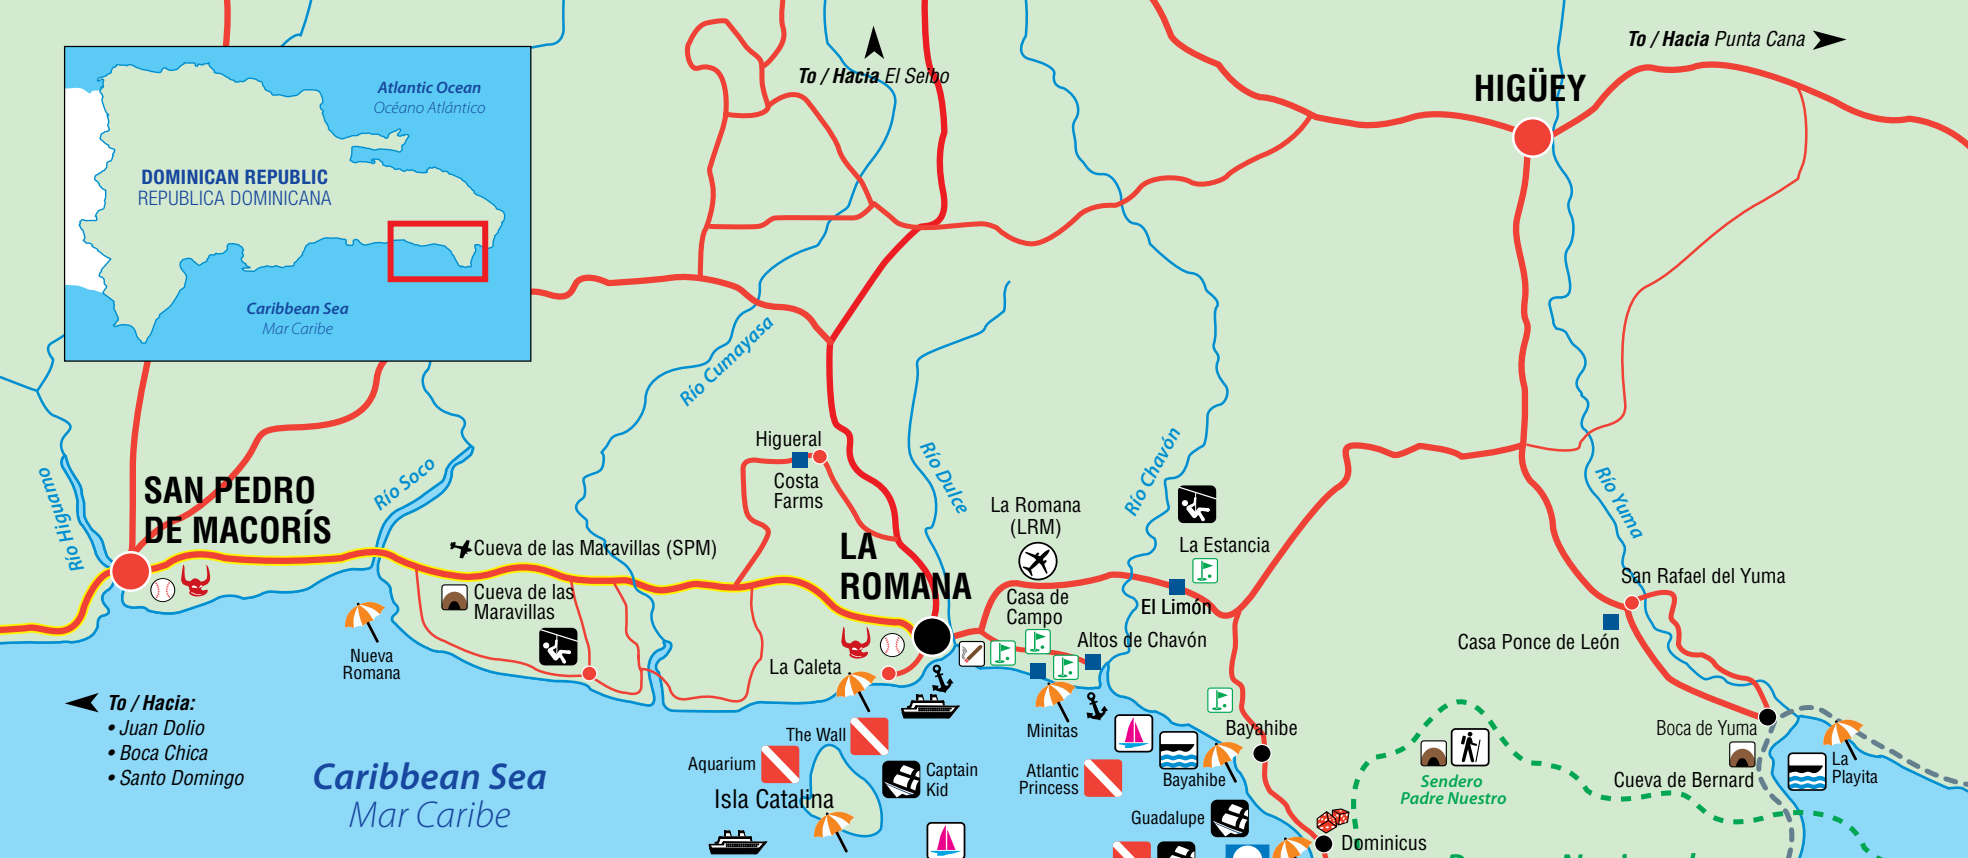 To / Hacia Punta Cana
To / Hacia El Seibo
HIGÜEY
Atlantic Ocean
Océano Atlántico
DOMINICAN REPUBLIC
REPUBLICA DOMINICANA
Caribbean Sea
Mar Caribe
Río Cumayasa
Río Higuamo
Río Soco
Río Dulce
Río Chavón
Río Yuma
Higueral
Costa
Farms
SAN PEDRO
DE MACORÍS
La Romana
(LRM)
Cueva de las Maravillas (SPM)
LA
ROMANA
La Estancia
Cueva de las
Maravillas
Casa de
Campo
El Limón
San Rafael del Yuma
Casa Ponce de León
Altos de Chavón
Nueva
Romana
La Caleta
To / Hacia:
• Juan Dolio
• Boca Chica
• Santo Domingo
Caribbean Sea
Mar Caribe
The Wall
Aquarium
Isla Catalina
Captain
Kid
Minitas
Atlantic
Princess
Bayahibe
Bayahibe
Guadalupe
Dominicus
Sendero
Padre Nuestro
Boca de Yuma
Cueva de Bernard
La
Playita